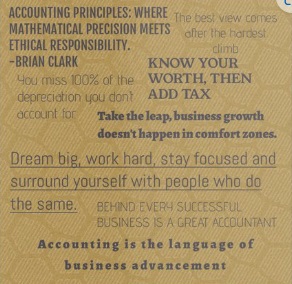 ACCOUNTING PRINCIPLES: WHERE
MATHEMATICAL PRECISION MEETS
ETHICAL RESPONSIBILITY.
-BRIAN CLARK
The best view comes
after the hardest
climb
KNOW YOUR
WORTH, THEN
ADD TAX
You miss 100% of the
depreciation you don't
account for
Take the leap, business growth
doesn't happen in comfort zones.
Dream big, work hard, stay focused and
surround yourself with people who do
the same.
BEHIND EVERY SUCCESSFUL
BUSINESS IS A GREAT ACCOUNTANT
Accounting is the language of
business advancement